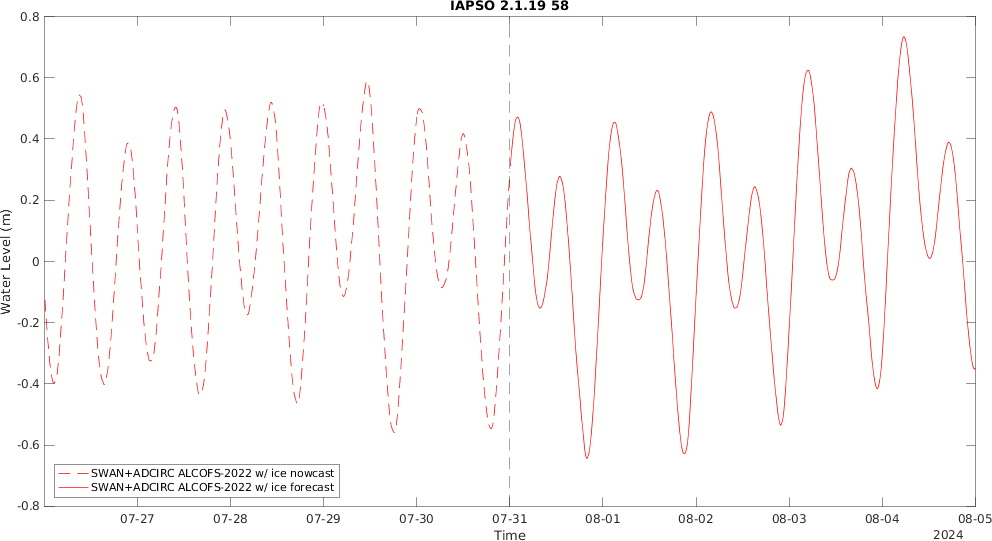 IAPSO 2.1.19 58
0.8
0.6
0.4
0.2
0
-0.2
-0.4
-0.6
-0.8
Water Level (m)
SWAN+ADCIRC ALCOFS-2022 w/ ice nowcast
SWAN+ADCIRC ALCOFS-2022 w/ ice forecast
07-27 07-28 07-29 07-30 07-31 08-01 08-02 08-03 08-04 08-05
Time
2024